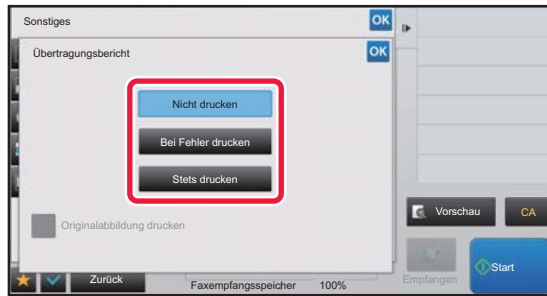 Sonstiges
OK
Übertragungsbericht
OK
Nicht drucken
Bei Fehler drucken
Stets drucken
Originalabbildung drucken
Vorschau
CA
Zurück
Faxempfangsspeicher 100%
Empfangen
Start